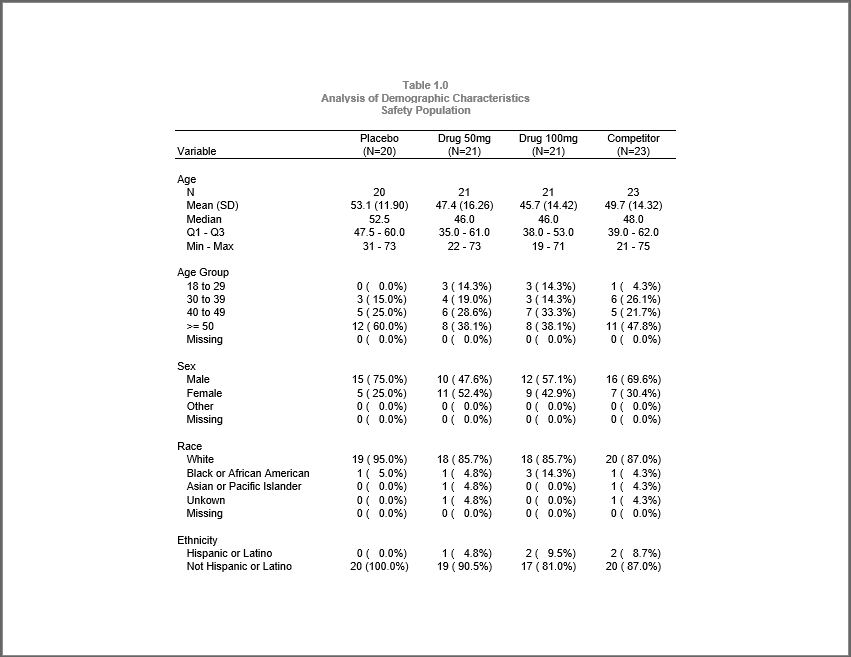 Table 1.0
Analysis of Demographic Characteristics
Safety Population
Placebo Drug 50mg Drug 100mg Competitor
Variable (N=20) (N=21) (N=21) (N=23)
Age
N 20 21 21 23
Mean (SD) 53.1 (11.90) 47.4 (16.26) 45.7 (14.42) 49.7 (14.32)
Median 52.5 46.0 46.0 48.0
Q1 - Q3 47.5 - 60.0 35.0 - 61.0 38.0 - 53.0 39.0 - 62.0
Min - Max 31 - 73 22 - 73 19 - 71 21 - 75
Age Group
18 to 29 0 ( 0.0%) 3 ( 14.3%) 3 ( 14.3%) 1 ( 4.3%)
30 to 39 3 ( 15.0%) 4 ( 19.0%) 3 ( 14.3%) 6 ( 26.1%)
40 to 49 5 ( 25.0%) 6 ( 28.6%) 7 ( 33.3%) 5 ( 21.7%)
>= 50 12 ( 60.0%) 8 ( 38.1%) 8 ( 38.1%) 11 ( 47.8%)
Missing 0 ( 0.0%) 0 ( 0.0%) 0 ( 0.0%) 0 ( 0.0%)
Sex
Male 15 ( 75.0%) 10 ( 47.6%) 12 ( 57.1%) 16 ( 69.6%)
Female 5 ( 25.0%) 11 ( 52.4%) 9 ( 42.9%) 7 ( 30.4%)
Other 0 ( 0.0%) 0 ( 0.0%) 0 ( 0.0%) 0 ( 0.0%)
Missing 0 ( 0.0%) 0 ( 0.0%) 0 ( 0.0%) 0 ( 0.0%)
Race
White 19 ( 95.0%) 18 ( 85.7%) 18 ( 85.7%) 20 ( 87.0%)
Black or African American 1 ( 5.0%) 1 ( 4.8%) 3 ( 14.3%) 1 ( 4.3%)
Asian or Pacific Islander 0 ( 0.0%) 1 ( 4.8%) 0 ( 0.0%) 1 ( 4.3%)
Unkown 0 ( 0.0%) 1 ( 4.8%) 0 ( 0.0%) 1 ( 4.3%)
Missing 0 ( 0.0%) 0 ( 0.0%) 0 ( 0.0%) 0 ( 0.0%)
Ethnicity
Hispanic or Latino 0 ( 0.0%) 1 ( 4.8%) 2 ( 9.5%) 2 ( 8.7%)
Not Hispanic or Latino 20 (100.0%) 19 ( 90.5%) 17 ( 81.0%) 20 ( 87.0%)